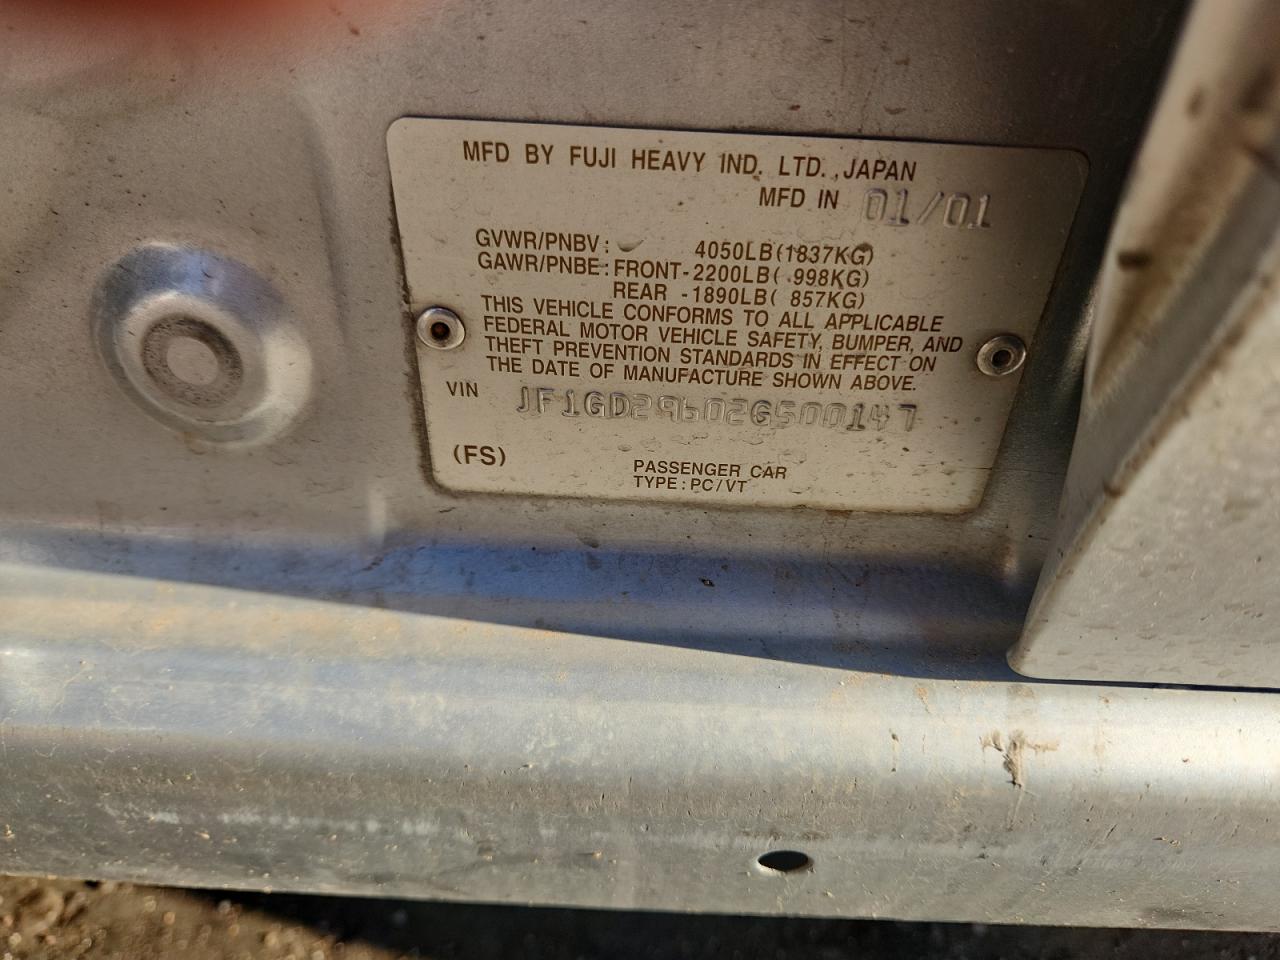 MFD BY FUJI HEAVY IND. LTD. ,JAPAN
MFD IN 01/01
GVWR/PNBV: 4050LB(1837KG)
GAWR/PNBE: FRONT-2200LB( 998KG)
REAR -1890LB( 857KG)
THIS VEHICLE CONFORMS TO ALL APPLICABLE
FEDERAL MOTOR VEHICLE SAFETY, BUMPER, AND
THEFT PREVENTION STANDARDS IN EFFECT ON
THE DATE OF MANUFACTURE SHOWN ABOVE.
VIN JF1GD29602G500147
(FS)
PASSENGER CAR
TYPE: PC/VT